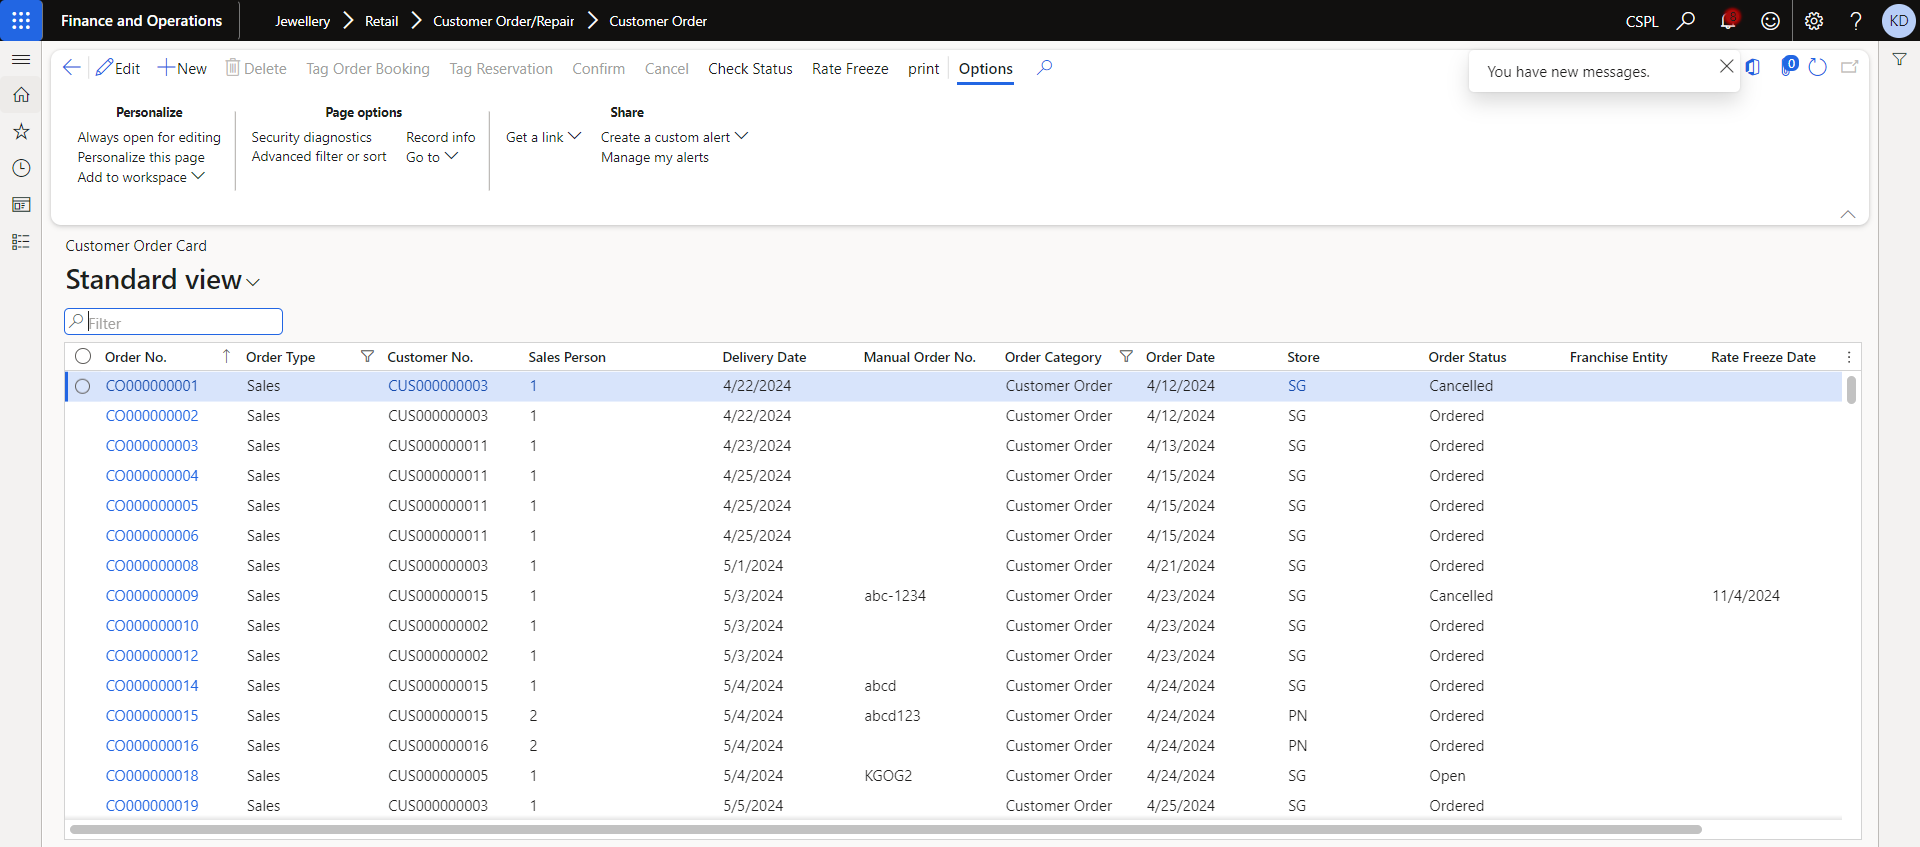 Finance and Operations
Jewellery Retail Customer Order/Repair Customer Order
CSPL
KD
Edit New Delete Tag Order Booking Tag Reservation Confirm Cancel Check Status Rate Freeze print Options
You have new messages.
0
Personalize
Always open for editing
Personalize this page
Add to workspace
Page options
Security diagnostics Record info
Advanced filter or sort Go to
Get a link
Share
Create a custom alert
Manage my alerts
Customer Order Card
Standard view
Filter
Order No. Order Type Customer No. Sales Person Delivery Date Manual Order No. Order Category Order Date Store Order Status Franchise Entity Rate Freeze Date
CO000000001 Sales CUS000000003 1 4/22/2024 Customer Order 4/12/2024 SG Cancelled
CO000000002 Sales CUS000000003 1 4/22/2024 Customer Order 4/12/2024 SG Ordered
CO000000003 Sales CUS000000011 1 4/23/2024 Customer Order 4/13/2024 SG Ordered
CO000000004 Sales CUS000000011 1 4/25/2024 Customer Order 4/15/2024 SG Ordered
CO000000005 Sales CUS000000011 1 4/25/2024 Customer Order 4/15/2024 SG Ordered
CO000000006 Sales CUS000000011 1 4/25/2024 Customer Order 4/15/2024 SG Ordered
CO000000008 Sales CUS000000003 1 5/1/2024 Customer Order 4/21/2024 SG Ordered
CO000000009 Sales CUS000000015 1 5/3/2024 abc-1234 Customer Order 4/23/2024 SG Cancelled 11/4/2024
CO000000010 Sales CUS000000002 1 5/3/2024 Customer Order 4/23/2024 SG Ordered
CO000000012 Sales CUS000000002 1 5/3/2024 Customer Order 4/23/2024 SG Ordered
CO000000014 Sales CUS000000015 1 5/4/2024 abcd Customer Order 4/24/2024 SG Ordered
CO000000015 Sales CUS000000015 2 5/4/2024 abcd123 Customer Order 4/24/2024 PN Ordered
CO000000016 Sales CUS000000016 2 5/4/2024 Customer Order 4/24/2024 PN Ordered
CO000000018 Sales CUS000000005 1 5/4/2024 KGOG2 Customer Order 4/24/2024 SG Open
CO000000019 Sales CUS000000003 1 5/5/2024 Customer Order 4/25/2024 SG Ordered